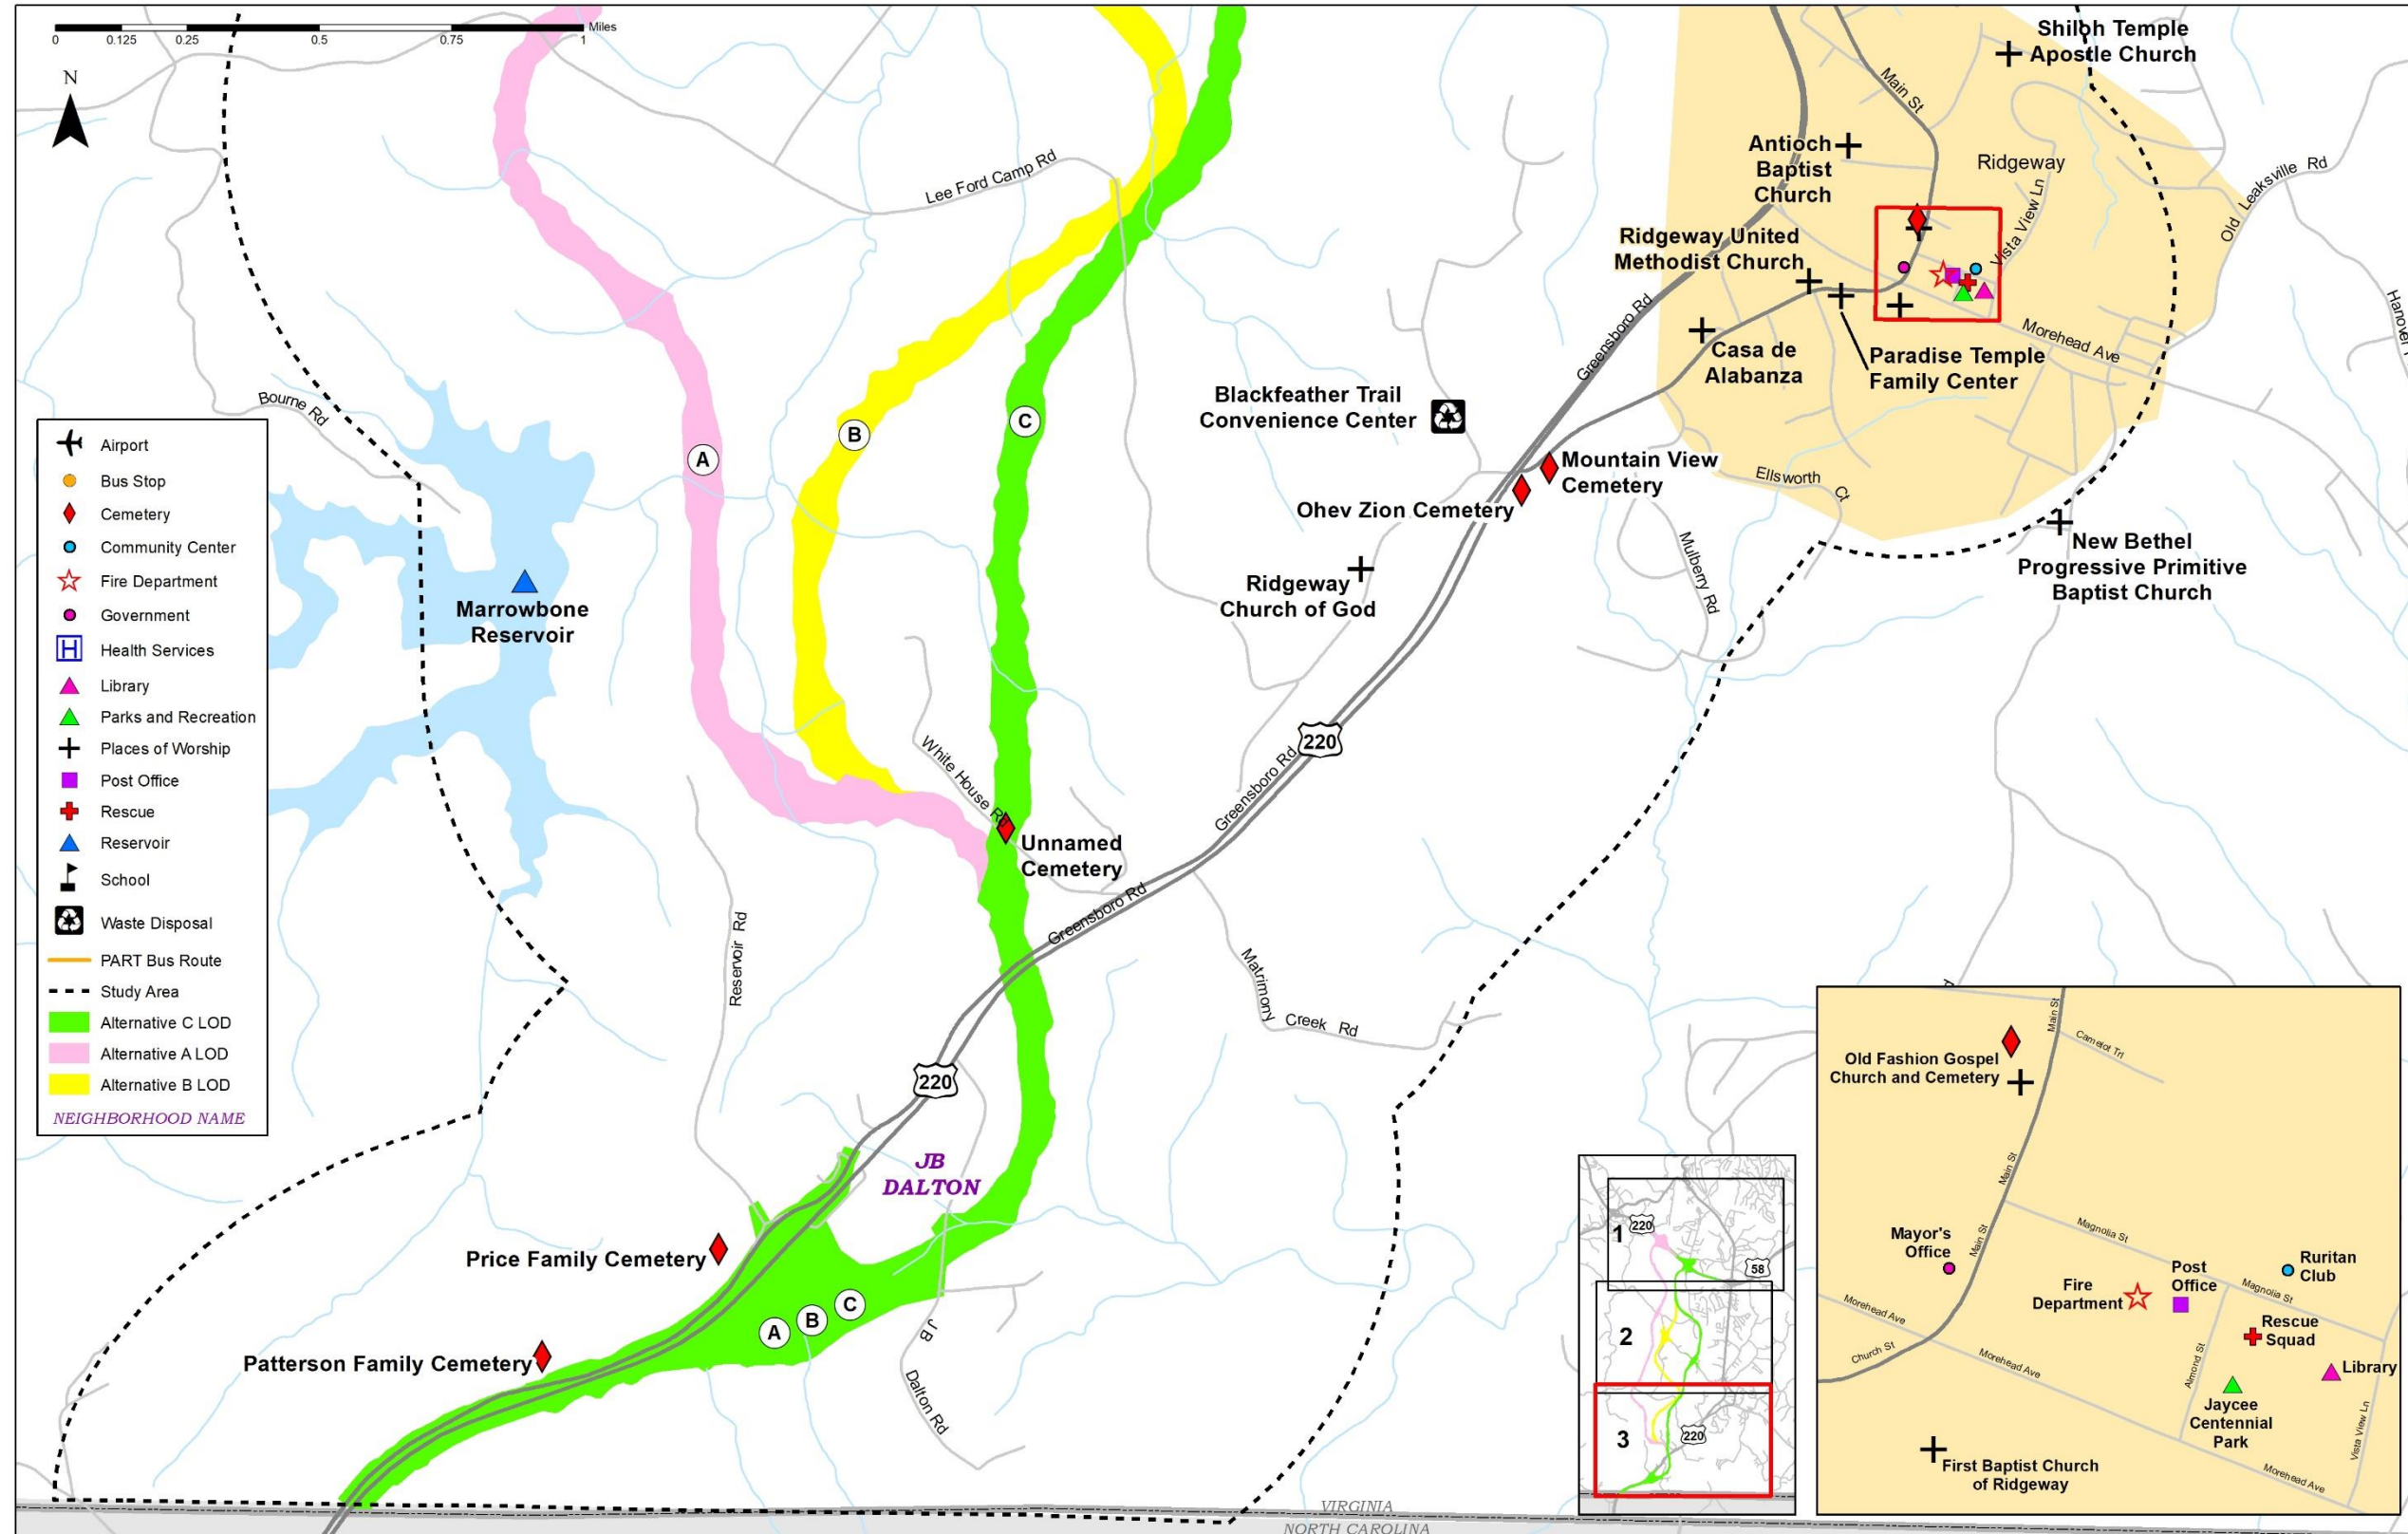 0 0.125 0.25 0.5 0.75 1 Miles
N
Shiloh Temple
Apostle Church
Main St
Antioch
Baptist
Church
Ridgeway
Lee Ford Camp Rd
Old Leaksville Rd
Vista View Ln
Ridgeway United
Methodist Church
Greensboro Rd
Morehead Ave
Casa de
Alabanza
Paradise Temple
Family Center
Blackfeather Trail
Convenience Center
Bourne Rd
A
B
C
Mountain View
Cemetery
Ohev Zion Cemetery
Ellsworth Ct
Mulberry Rd
New Bethel
Progressive Primitive
Baptist Church
Ridgeway
Church of God
Marrowbone
Reservoir
220
Greensboro Rd
White House Rd
Unnamed
Cemetery
Greensboro Rd
Reservoir Rd
Matrimony Creek Rd
220
JB
DALTON
Price Family Cemetery
A
B
C
Patterson Family Cemetery
JB Dalton Rd
VIRGINIA
NORTH CAROLINA
Airport
Bus Stop
Cemetery
Community Center
Fire Department
Government
H
Health Services
Library
Parks and Recreation
Places of Worship
Post Office
Rescue
Reservoir
School
Waste Disposal
PART Bus Route
Study Area
Alternative C LOD
Alternative A LOD
Alternative B LOD
NEIGHBORHOOD NAME
1
220
58
2
3
220
Main St
Camelot Trl
Old Fashion Gospel
Church and Cemetery
Main St
Mayor's
Office
Main St
Magnolia St
Ruritan
Club
Post
Office
Fire
Department
Magnolia St
Morehead Ave
Rescue
Squad
Church St
Morehead Ave
Almond St
Library
Jaycee
Centennial
Park
Vista View Ln
First Baptist Church
of Ridgeway
Morehead Ave